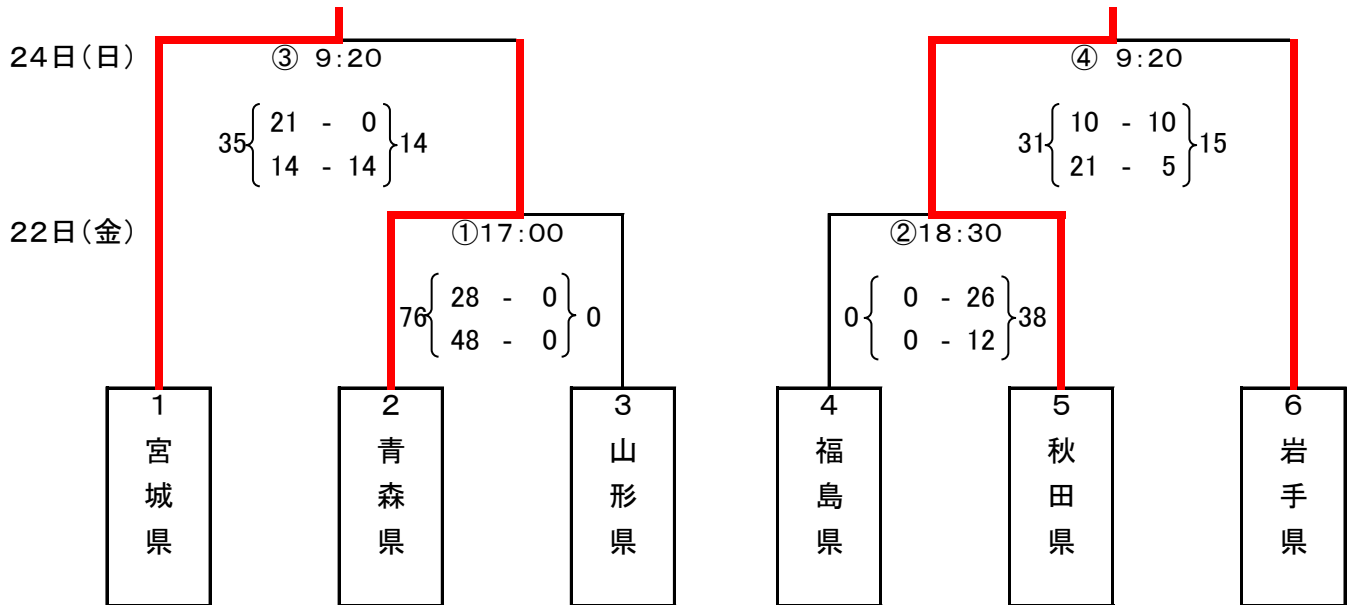 24日(日)
③ 9:20
④ 9:20
35 21 - 0 14
14 - 14
31 10 - 10 15
21 - 5
22日(金)
①17:00
②18:30
76 28 - 0 0
48 - 0
0 0 - 26 38
0 - 12
1
宮城県
2
青森県
3
山形県
4
福島県
5
秋田県
6
岩手県